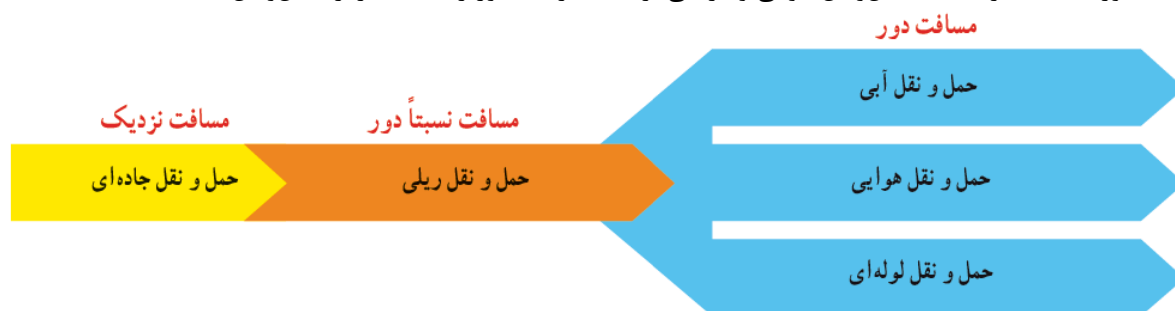 مسافت دور
حمل و نقل آبی
مسافت نسبتاً دور
مسافت نزدیک
حمل و نقل هوایی
حمل و نقل ریلی
حمل و نقل جاده‌ای
حمل و نقل لوله‌ای